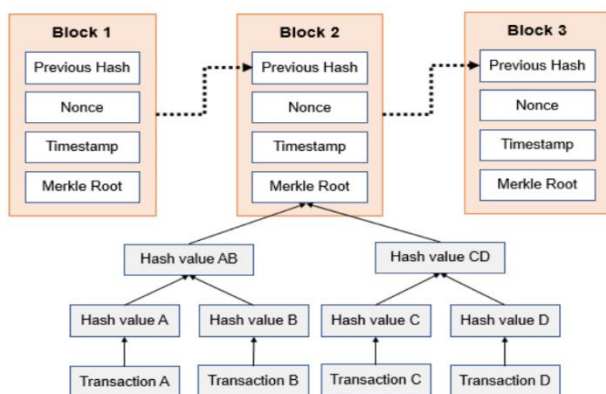 Block 1
Previous Hash
Nonce
Timestamp
Merkle Root
Block 2
Previous Hash
Nonce
Timestamp
Merkle Root
Block 3
Previous Hash
Nonce
Timestamp
Merkle Root
Hash value AB
Hash value CD
Hash value A
Hash value B
Hash value C
Hash value D
Transaction A
Transaction B
Transaction C
Transaction D